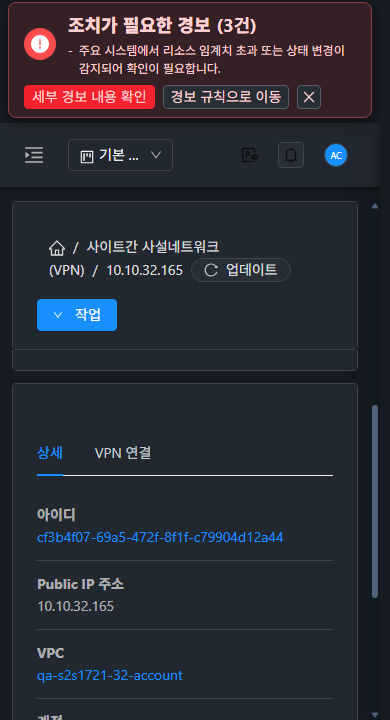 조치가 필요한 경보 (3건)
- 주요 시스템에서 리소스 임계치 초과 또는 상태 변경이
감지되어 확인이 필요합니다.
세부 경보 내용 확인 경보 규칙으로 이동
기본 ... AC
/ 사이트간 사설네트워크
(VPN) / 10.10.32.165 업데이트
작업
상세 VPN 연결
아이디
cf3b4f07-69a5-472f-8f1f-c79904d12a44
Public IP 주소
10.10.32.165
VPC
qa-s2s1721-32-account
계정